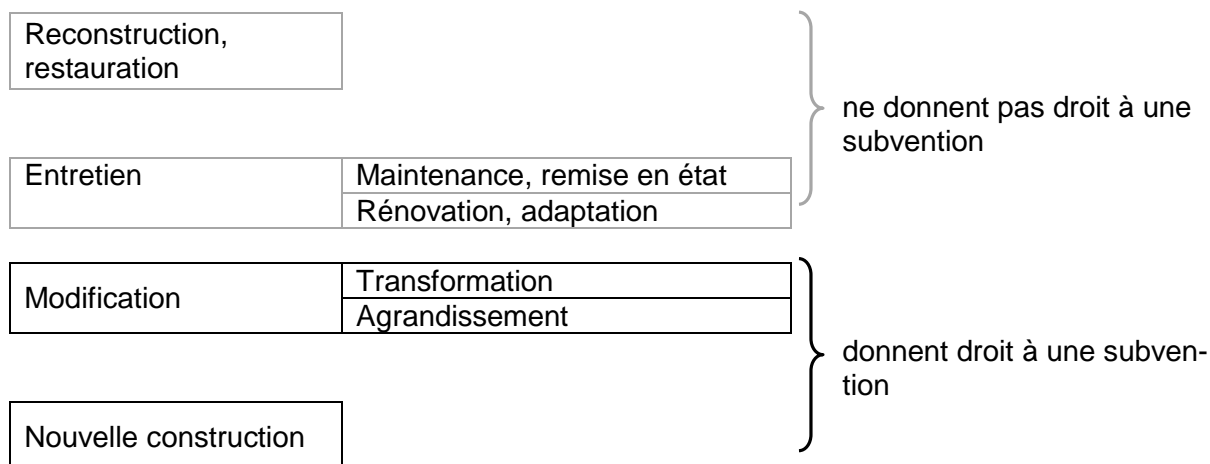 Reconstruction,
restauration
ne donnent pas droit à une
subvention
Entretien
Maintenance, remise en état
Rénovation, adaptation
Modification
Transformation
Agrandissement
donnent droit à une subven-
tion
Nouvelle construction